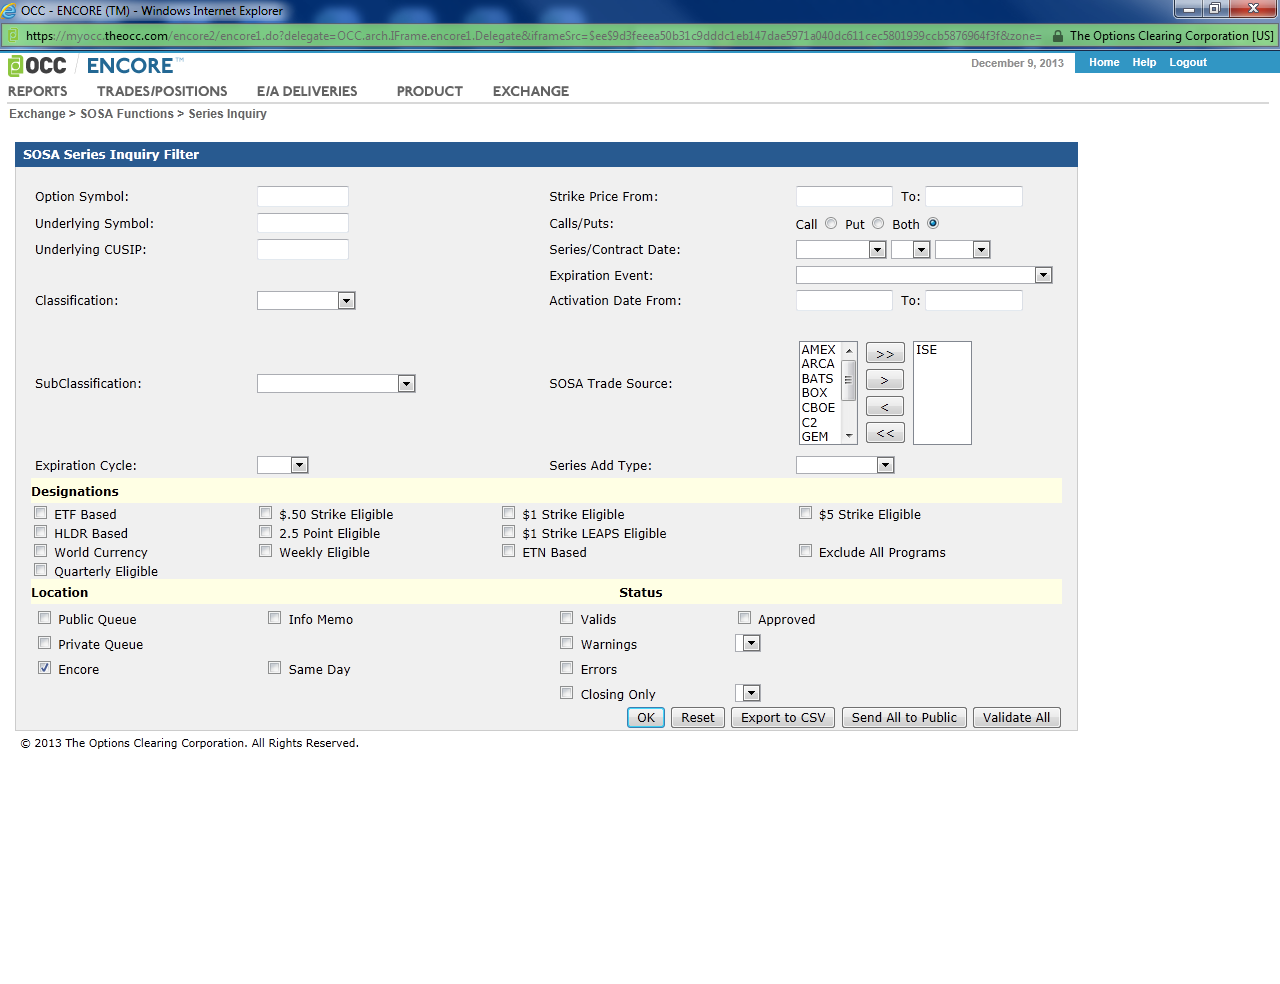 OCC - ENCORE (TM) - Windows Internet Explorer
https://myocc.theocc.com/encore2/encore1.do?delegate=OCC.arch.IFrame.encore1.Delegate&iframeSrc=$ee$9d3feeea50b31c9dddc1eb147dae5971a040dc611cec5801939ccb5876964f3f&zone= The Options Clearing Corporation [US]
OCC ENCORE™ December 9, 2013 Home Help Logout
REPORTS TRADES/POSITIONS E/A DELIVERIES PRODUCT EXCHANGE
Exchange > SOSA Functions > Series Inquiry
SOSA Series Inquiry Filter
Option Symbol: Strike Price From: To:
Underlying Symbol: Calls/Puts: Call Put Both
Underlying CUSIP: Series/Contract Date:
Expiration Event:
Classification: Activation Date From: To:
SubClassification: SOSA Trade Source:
AMEX >> ISE
ARCA
BATS >
BOX
CBOE <
C2
GEM <<
Expiration Cycle: Series Add Type:
Designations
ETF Based $.50 Strike Eligible $1 Strike Eligible $5 Strike Eligible
HLDR Based 2.5 Point Eligible $1 Strike LEAPS Eligible
World Currency Weekly Eligible ETN Based Exclude All Programs
Quarterly Eligible
Location Status
Public Queue Info Memo Valids Approved
Private Queue Warnings
Encore Same Day Errors
Closing Only
OK Reset Export to CSV Send All to Public Validate All
© 2013 The Options Clearing Corporation. All Rights Reserved.